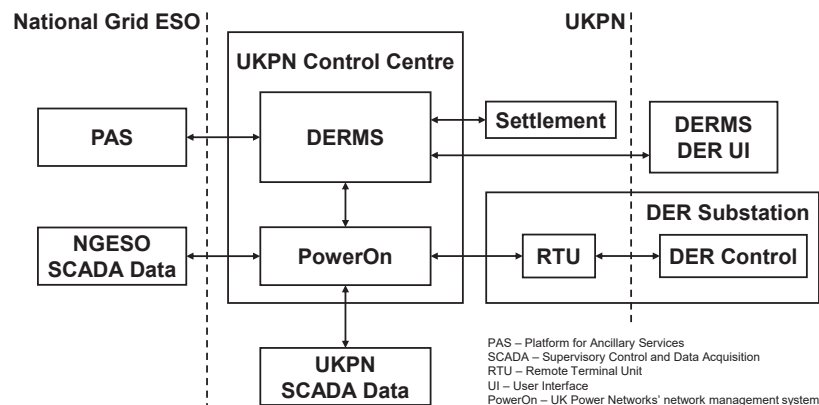 National Grid ESO
UKPN
UKPN Control Centre
PAS
DERMS
Settlement
DERMS
DER UI
DER Substation
NGESO
SCADA Data
PowerOn
RTU
DER Control
UKPN
SCADA Data
PAS – Platform for Ancillary Services
SCADA – Supervisory Control and Data Acquisition
RTU – Remote Terminal Unit
UI – User Interface
PowerOn – UK Power Networks' network management system